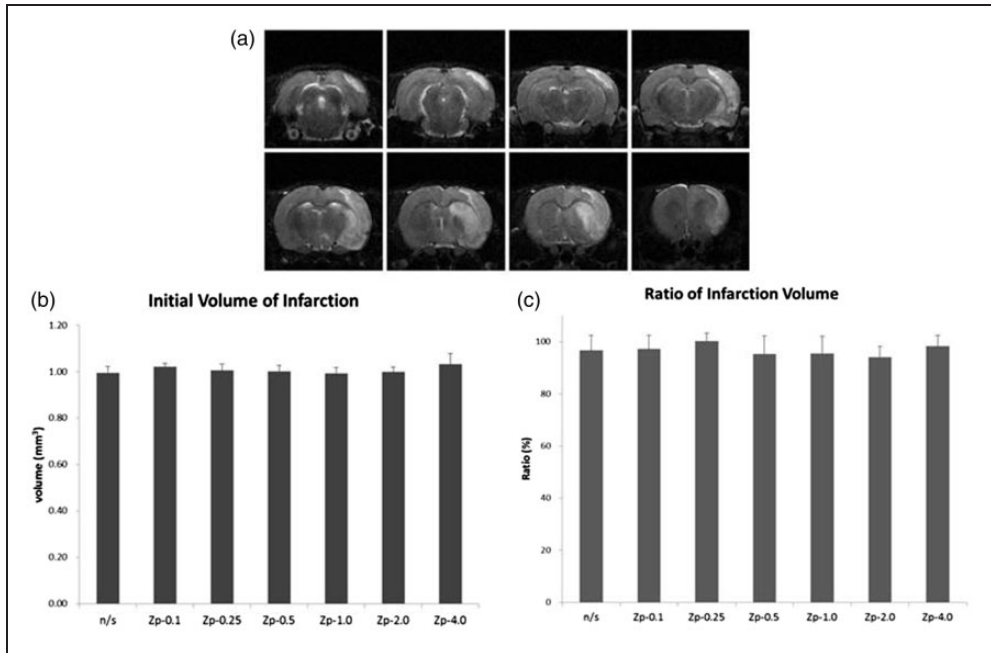 (a)
(b)
Initial Volume of Infarction
1.20
1.00
0.80
0.60
0.40
0.20
0.00
volume (mm³)
n/s Zp-0.1 Zp-0.25 Zp-0.5 Zp-1.0 Zp-2.0 Zp-4.0
(c)
Ratio of Infarction Volume
100
80
60
40
20
0
Ratio (%)
n/s Zp-0.1 Zp-0.25 Zp-0.5 Zp-1.0 Zp-2.0 Zp-4.0